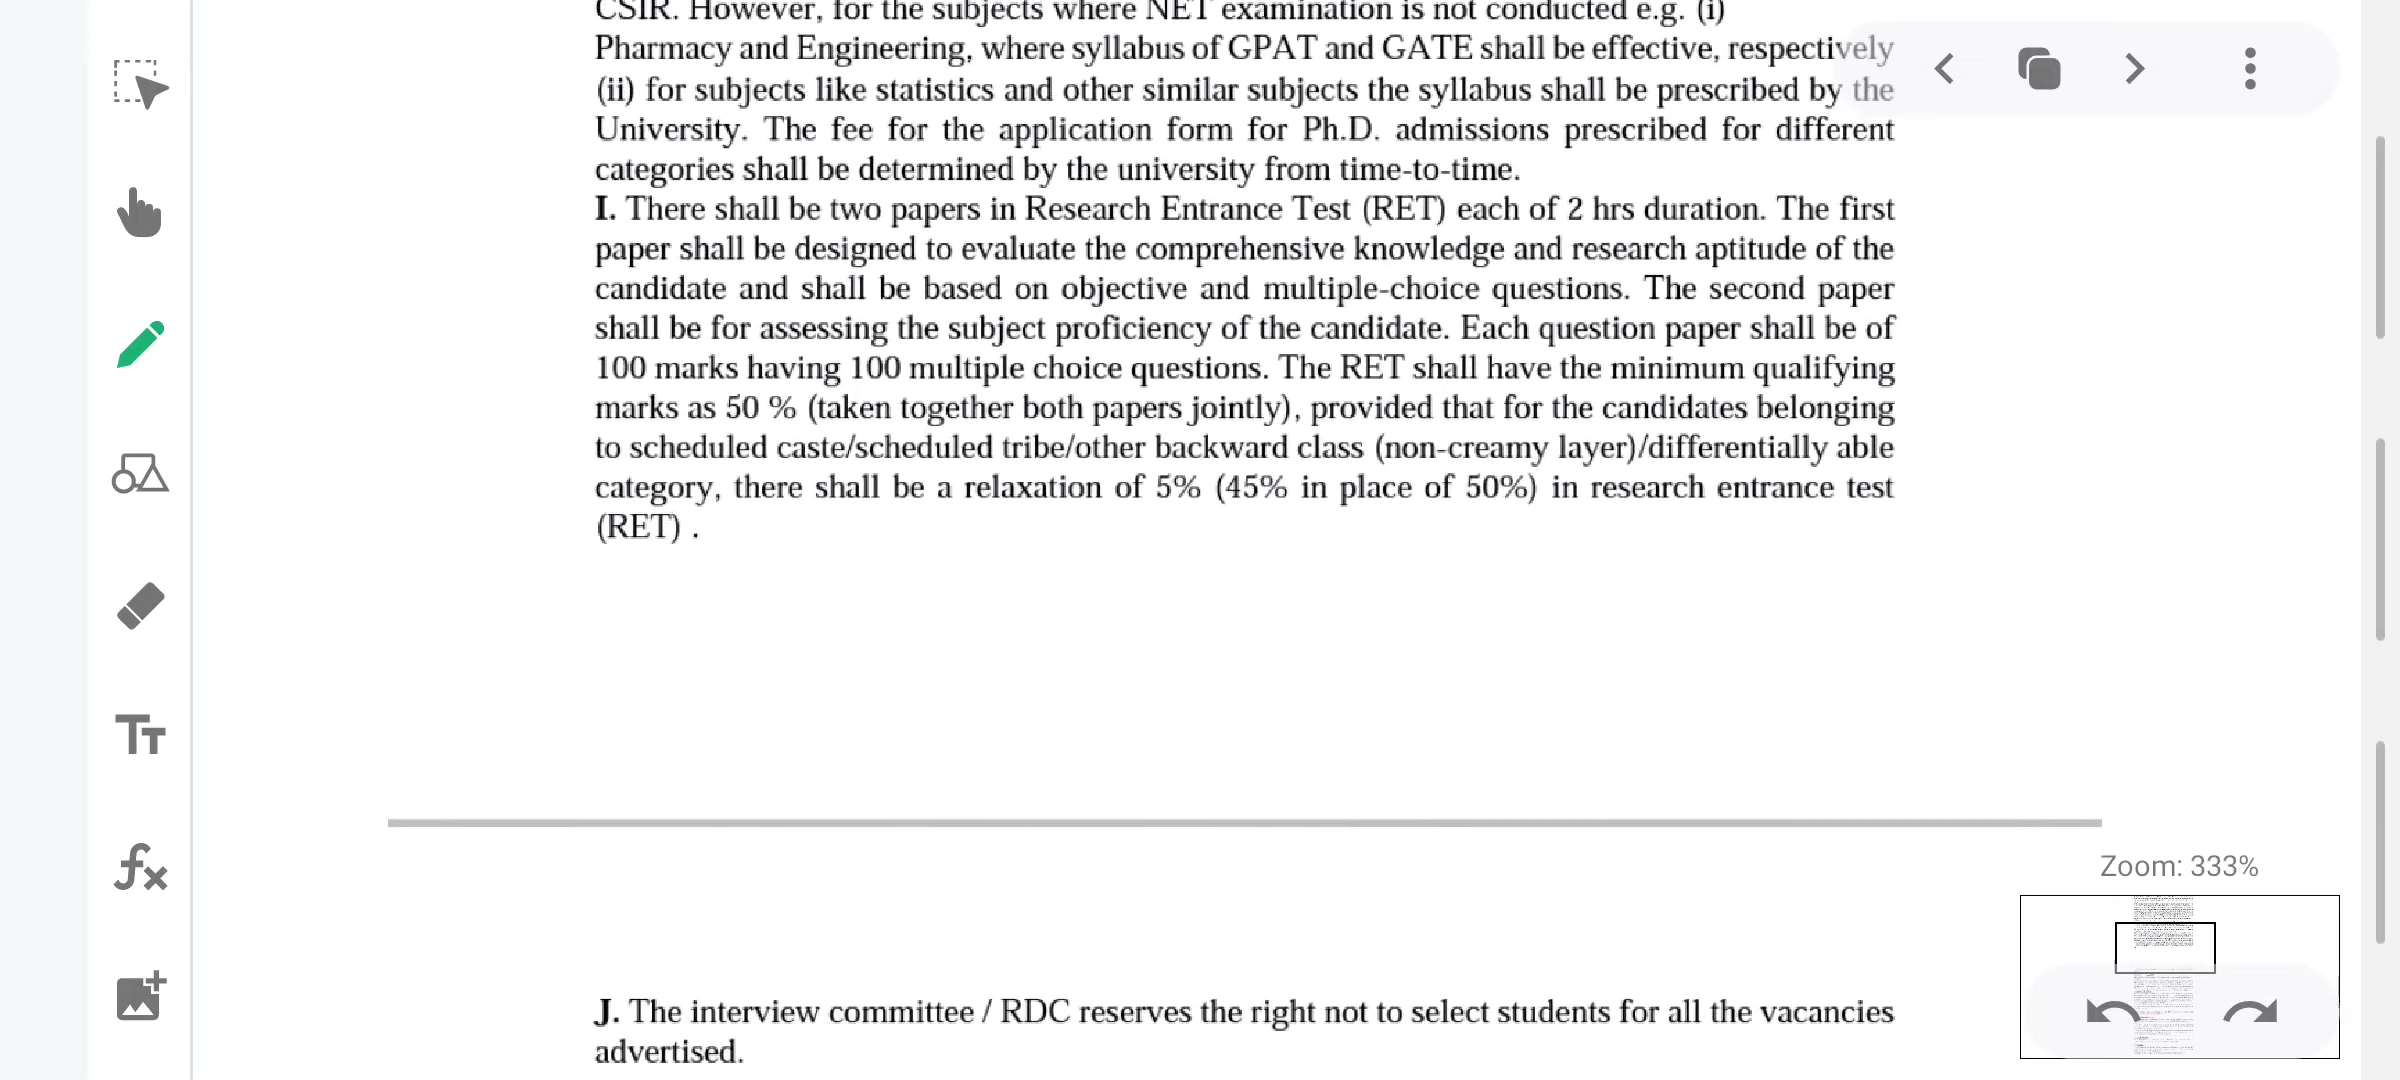 CSIR. However, for the subjects where NET examination is not conducted e.g. (i)
Pharmacy and Engineering, where syllabus of GPAT and GATE shall be effective, respectively
(ii) for subjects like statistics and other similar subjects the syllabus shall be prescribed by the
University. The fee for the application form for Ph.D. admissions prescribed for different
categories shall be determined by the university from time-to-time.
I. There shall be two papers in Research Entrance Test (RET) each of 2 hrs duration. The first
paper shall be designed to evaluate the comprehensive knowledge and research aptitude of the
candidate and shall be based on objective and multiple-choice questions. The second paper
shall be for assessing the subject proficiency of the candidate. Each question paper shall be of
100 marks having 100 multiple choice questions. The RET shall have the minimum qualifying
marks as 50 % (taken together both papers jointly), provided that for the candidates belonging
to scheduled caste/scheduled tribe/other backward class (non-creamy layer)/differentially able
category, there shall be a relaxation of 5% (45% in place of 50%) in research entrance test
(RET) .
Tт
fx
Zoom: 333%
J. The interview committee / RDC reserves the right not to select students for all the vacancies
advertised.